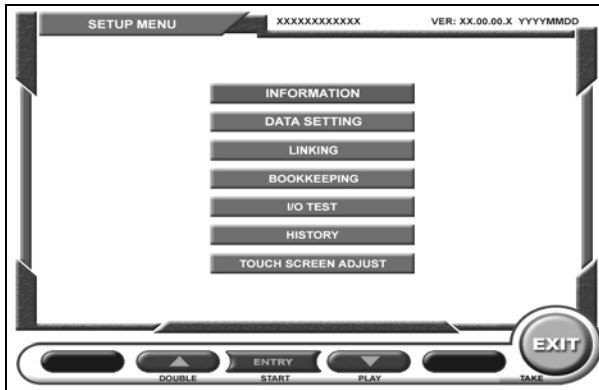 SETUP MENU XXXXXXXXXXXX VER: XX.00.00.X YYYYMMDD
INFORMATION
DATA SETTING
LINKING
BOOKKEEPING
I/O TEST
HISTORY
TOUCH SCREEN ADJUST
EXIT
ENTRY
DOUBLE START PLAY TAKE